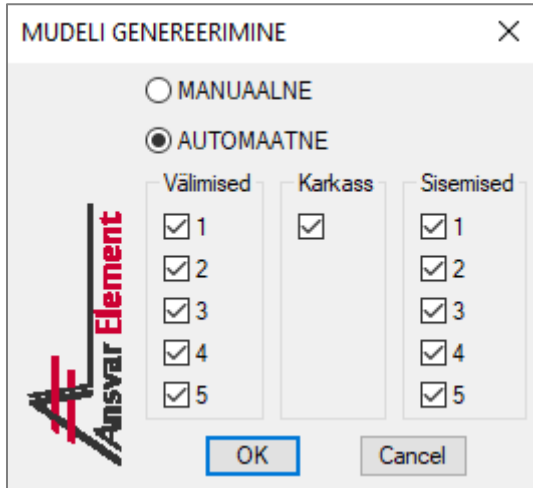 MUDELI GENEREERIMINE
MANUAALNE
AUTOMAATNE
Välimised
1
2
3
4
5
Karkass
Sisemised
1
2
3
4
5
Ansvar Element
OK
Cancel